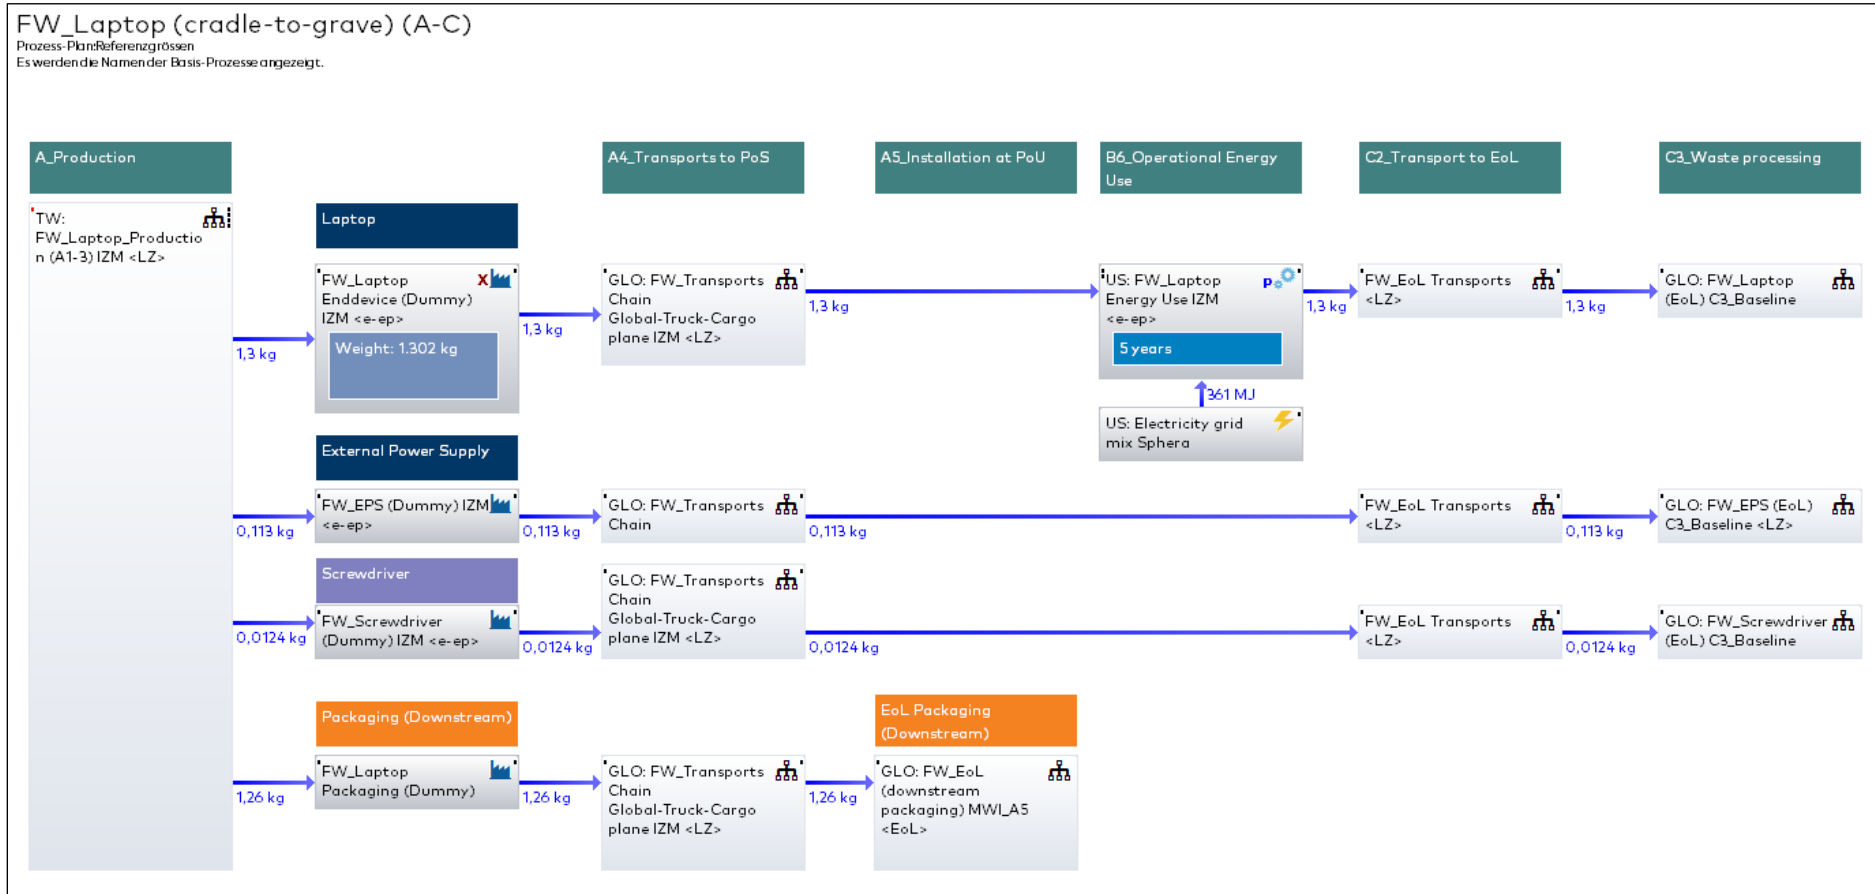 FW_Laptop (cradle-to-grave) (A-C)
Prozess-Plan:Referenzgrössen
Es werden die Namen der Basis-Prozesse angezeigt.
A_Production
A4_Transports to PoS
A5_Installation at PoU
B6_Operational Energy
Use
C2_Transport to EoL
C3_Waste processing
TW:
FW_Laptop_Productio
n (A1-3) IZM <LZ>
Laptop
FW_Laptop
Enddevice (Dummy)
IZM <e-ep>
X
Weight: 1.302 kg
GLO: FW_Transports
Chain
Global-Truck-Cargo
plane IZM <LZ>
US: FW_Laptop
Energy Use IZM
<e-ep>
p
5 years
FW_EoL Transports
<LZ>
GLO: FW_Laptop
(EoL) C3_Baseline
1,3 kg
1,3 kg
1,3 kg
1,3 kg
1,3 kg
361 MJ
US: Electricity grid
mix Sphera
External Power Supply
FW_EPS (Dummy) IZM
<e-ep>
GLO: FW_Transports
Chain
FW_EoL Transports
<LZ>
GLO: FW_EPS (EoL)
C3_Baseline <LZ>
0,113 kg
0,113 kg
0,113 kg
0,113 kg
Screwdriver
FW_Screwdriver
(Dummy) IZM <e-ep>
GLO: FW_Transports
Chain
Global-Truck-Cargo
plane IZM <LZ>
FW_EoL Transports
<LZ>
GLO: FW_Screwdriver
(EoL) C3_Baseline
0,0124 kg
0,0124 kg
0,0124 kg
0,0124 kg
Packaging (Downstream)
EoL Packaging
(Downstream)
FW_Laptop
Packaging (Dummy)
GLO: FW_Transports
Chain
Global-Truck-Cargo
plane IZM <LZ>
GLO: FW_EoL
(downstream
packaging) MWI_A5
<EoL>
1,26 kg
1,26 kg
1,26 kg